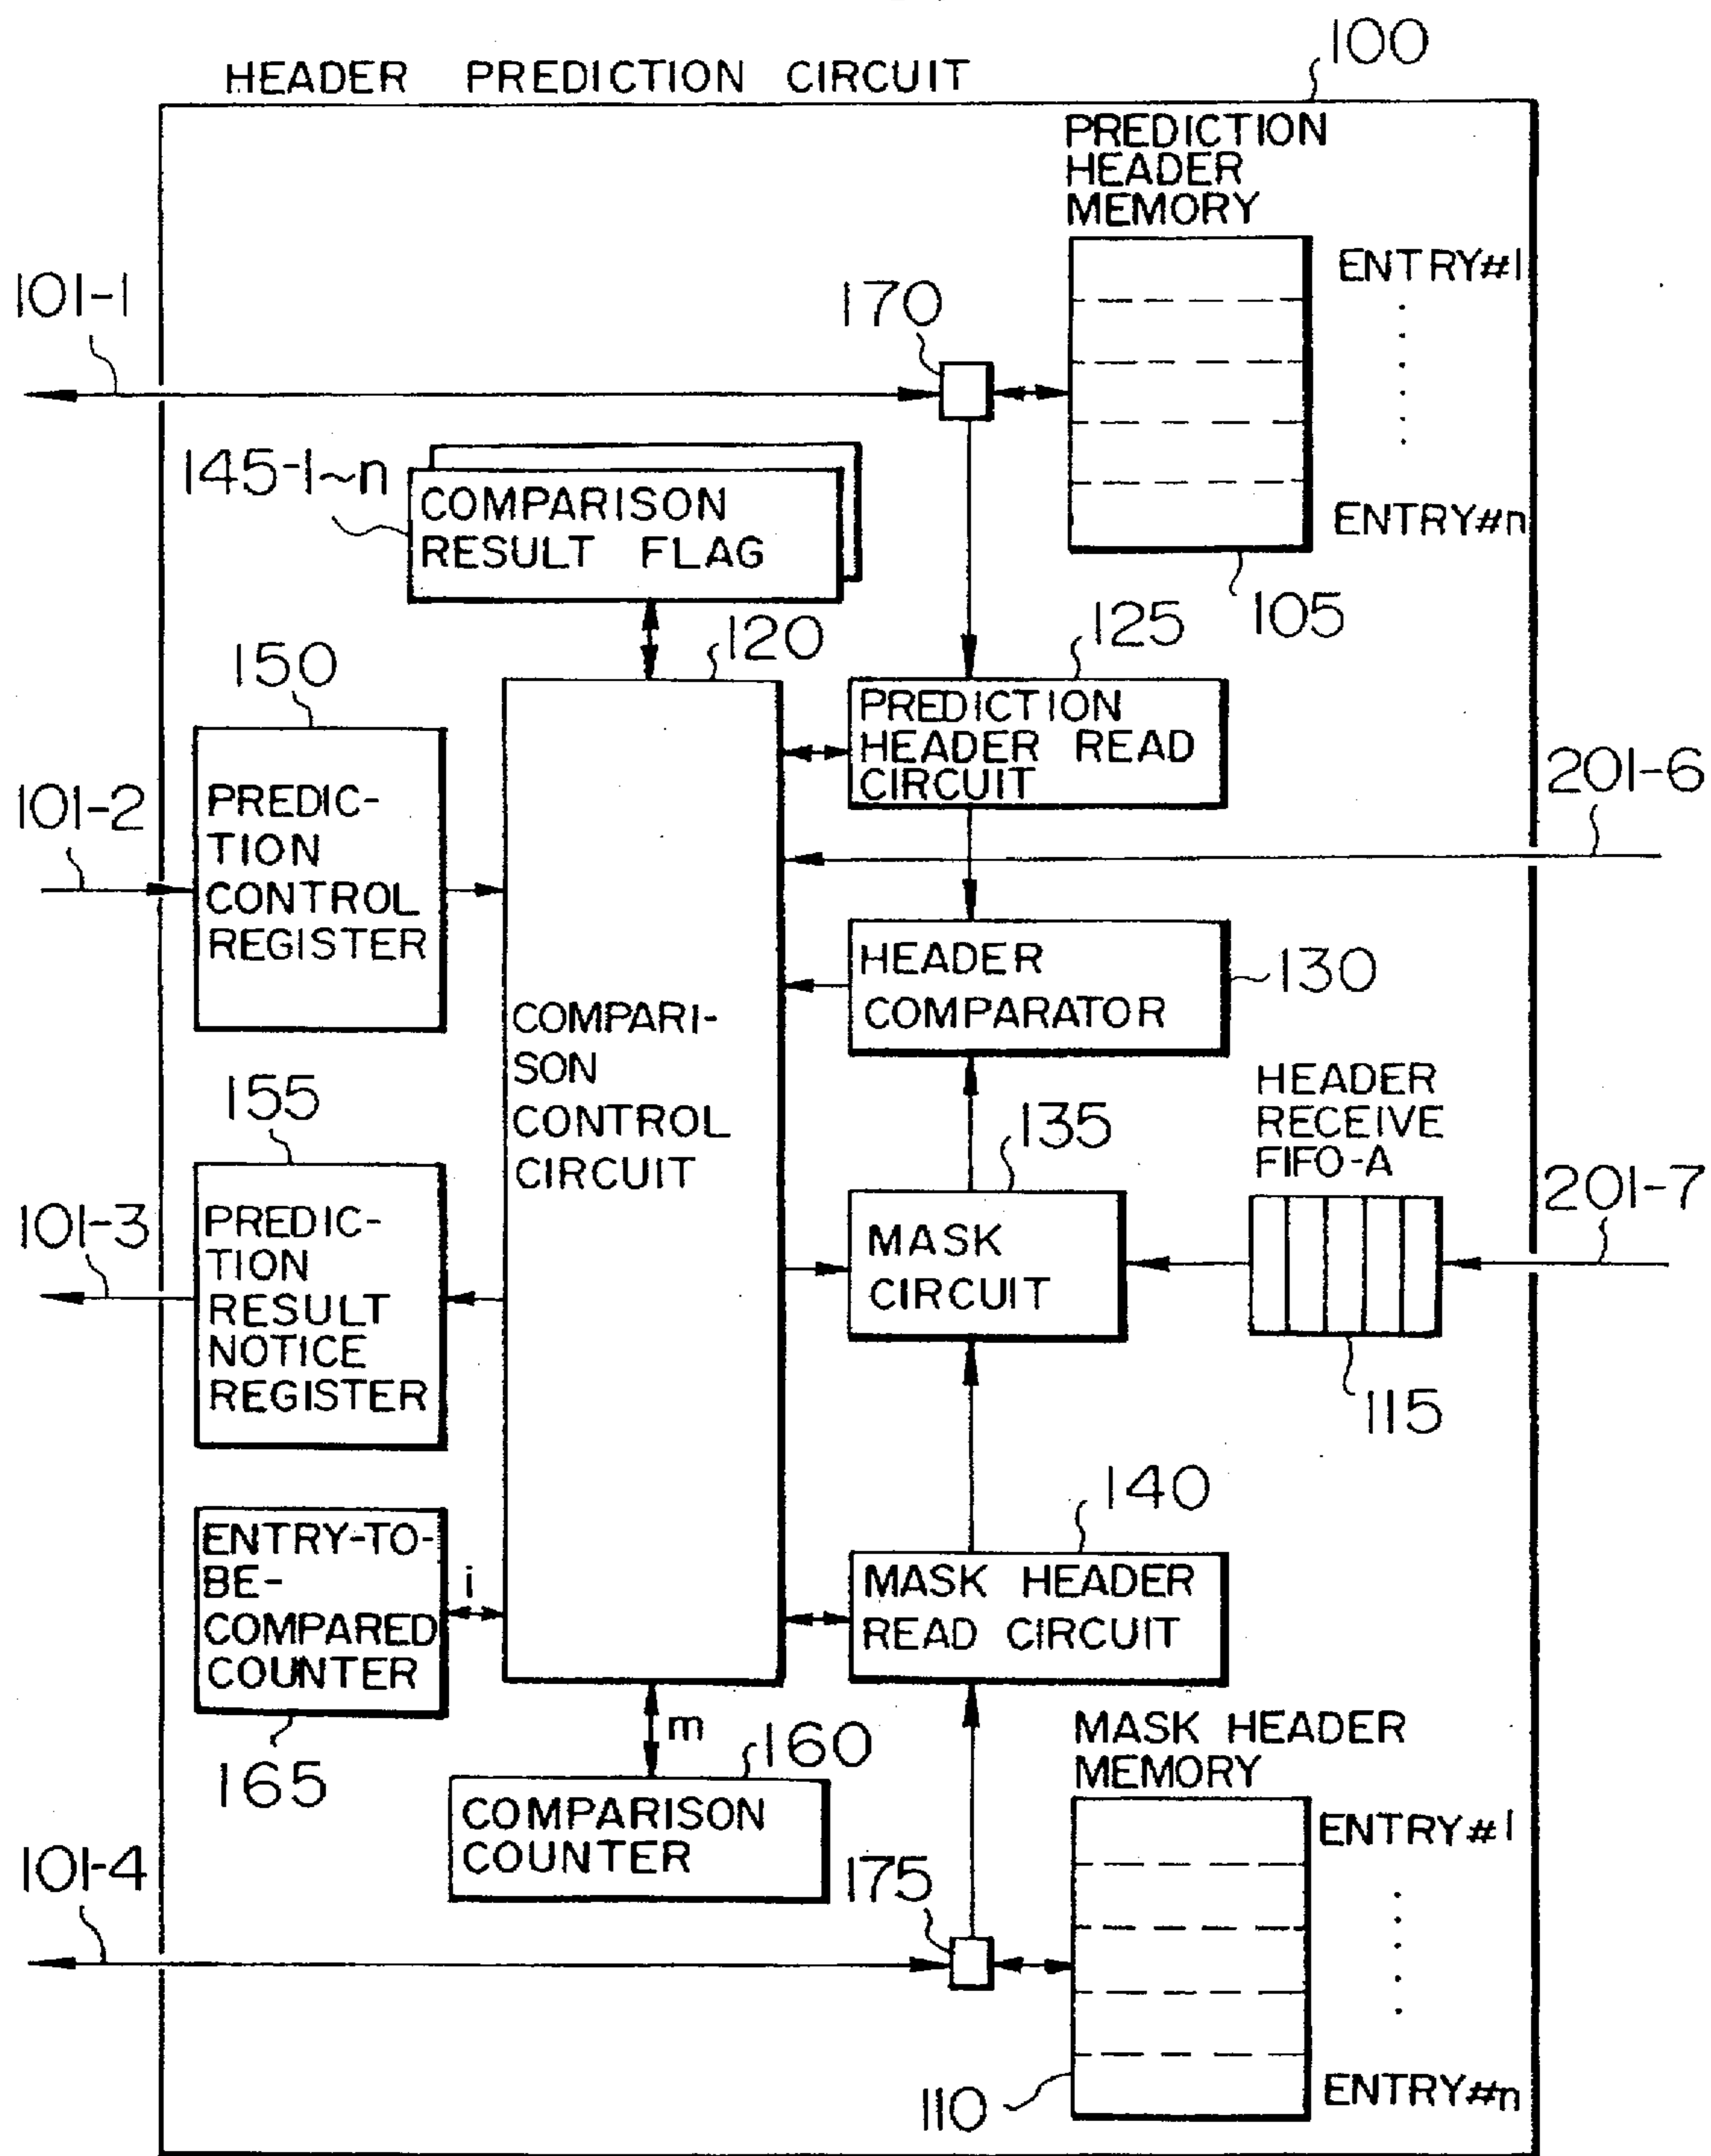 100
HEADER PREDICTION CIRCUIT
PREDICTION
HEADER
MEMORY
ENTRY#1
101-1
170
145-1~n
COMPARISON
RESULT FLAG
ENTRY#n
105
120
125
150
PREDICTION
HEADER READ
CIRCUIT
201-6
101-2
PREDIC-
TION
CONTROL
REGISTER
HEADER
COMPARATOR
130
COMPARI-
SON
CONTROL
CIRCUIT
155
135
HEADER
RECEIVE
FIFO-A
201-7
101-3
PREDIC-
TION
RESULT
NOTICE
REGISTER
MASK
CIRCUIT
115
140
ENTRY-TO-
BE-
COMPARED
COUNTER
i
MASK HEADER
READ CIRCUIT
165
m
160
MASK HEADER
MEMORY
COMPARISON
COUNTER
ENTRY#1
101-4
175
110
ENTRY#n